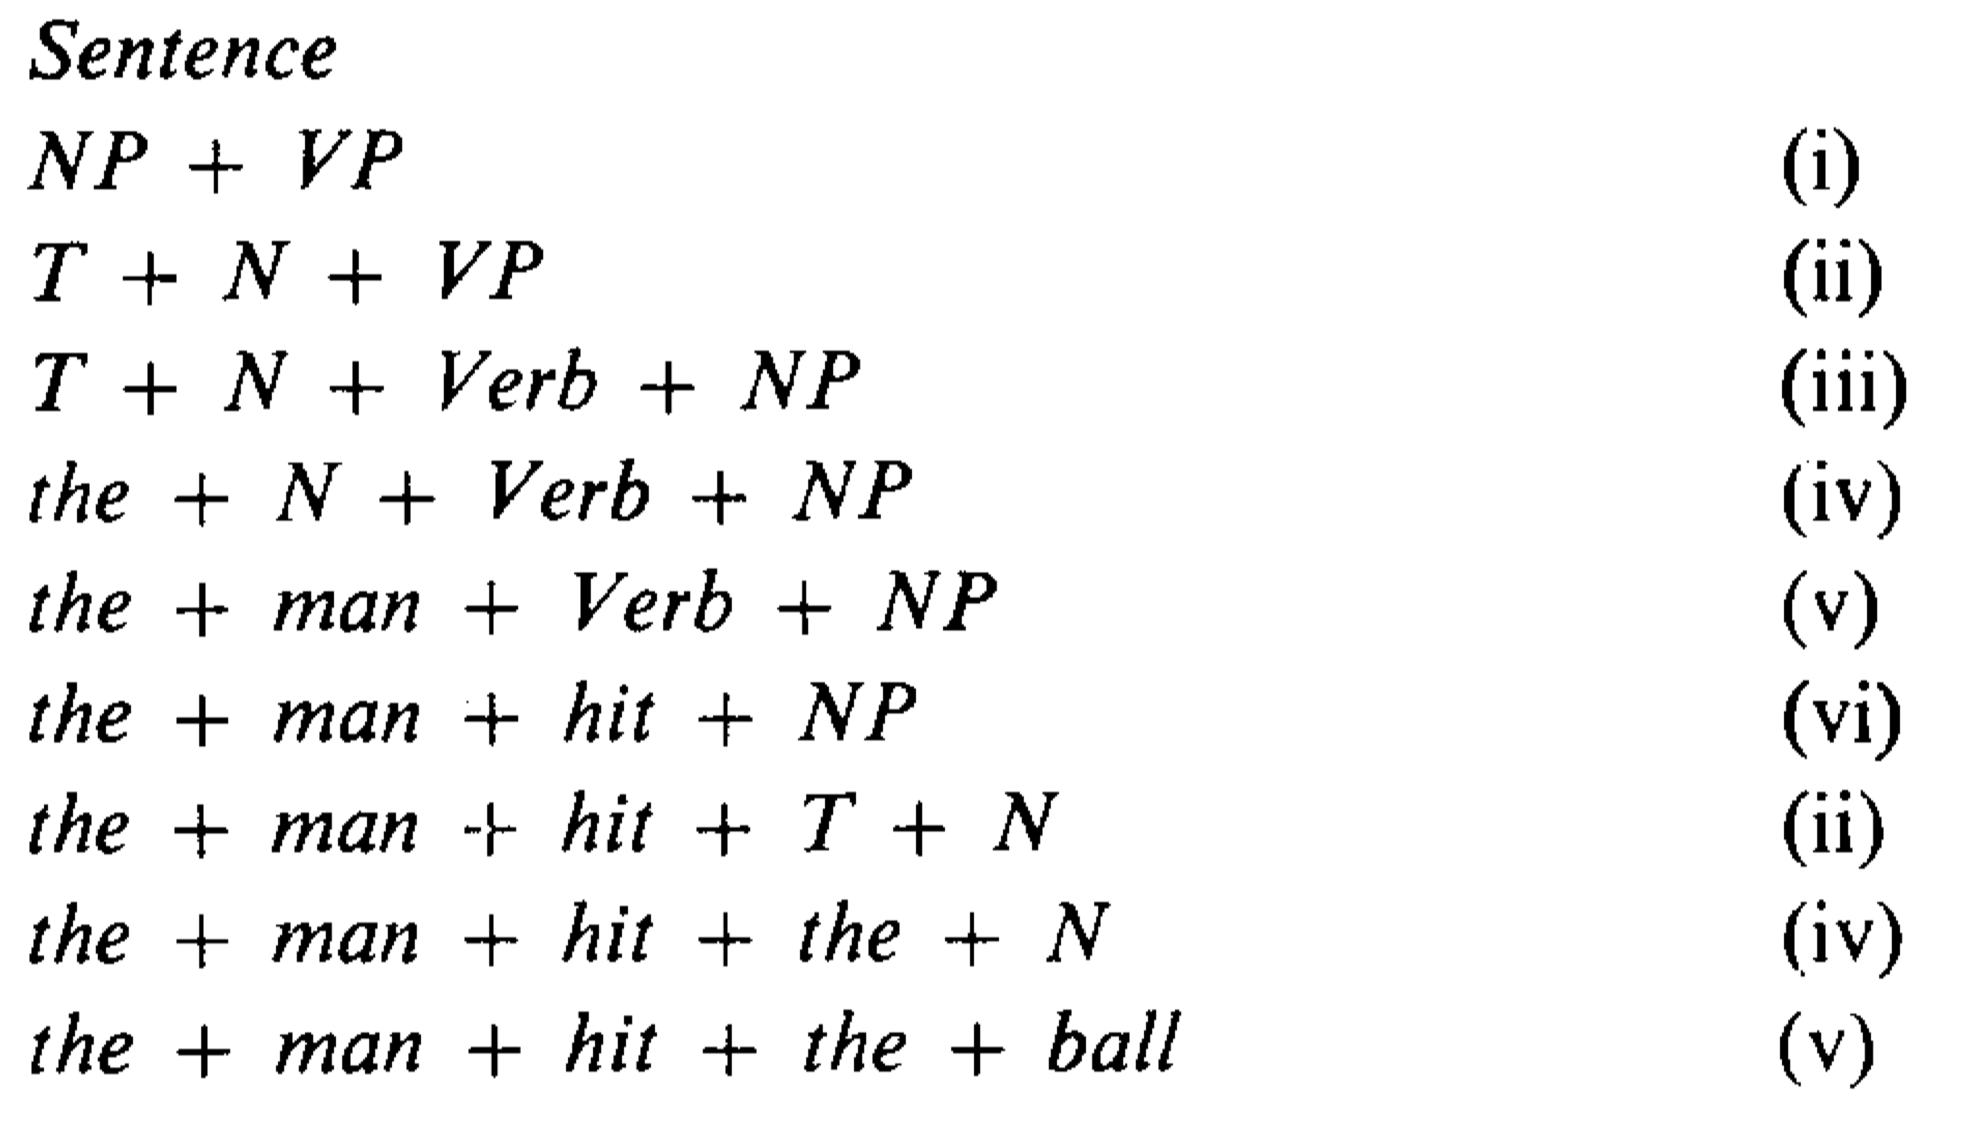 Sentence
NP + VP (i)
T + N + VP (ii)
T + N + Verb + NP (iii)
the + N + Verb + NP (iv)
the + man + Verb + NP (v)
the + man + hit + NP (vi)
the + man + hit + T + N (ii)
the + man + hit + the + N (iv)
the + man + hit + the + ball (v)